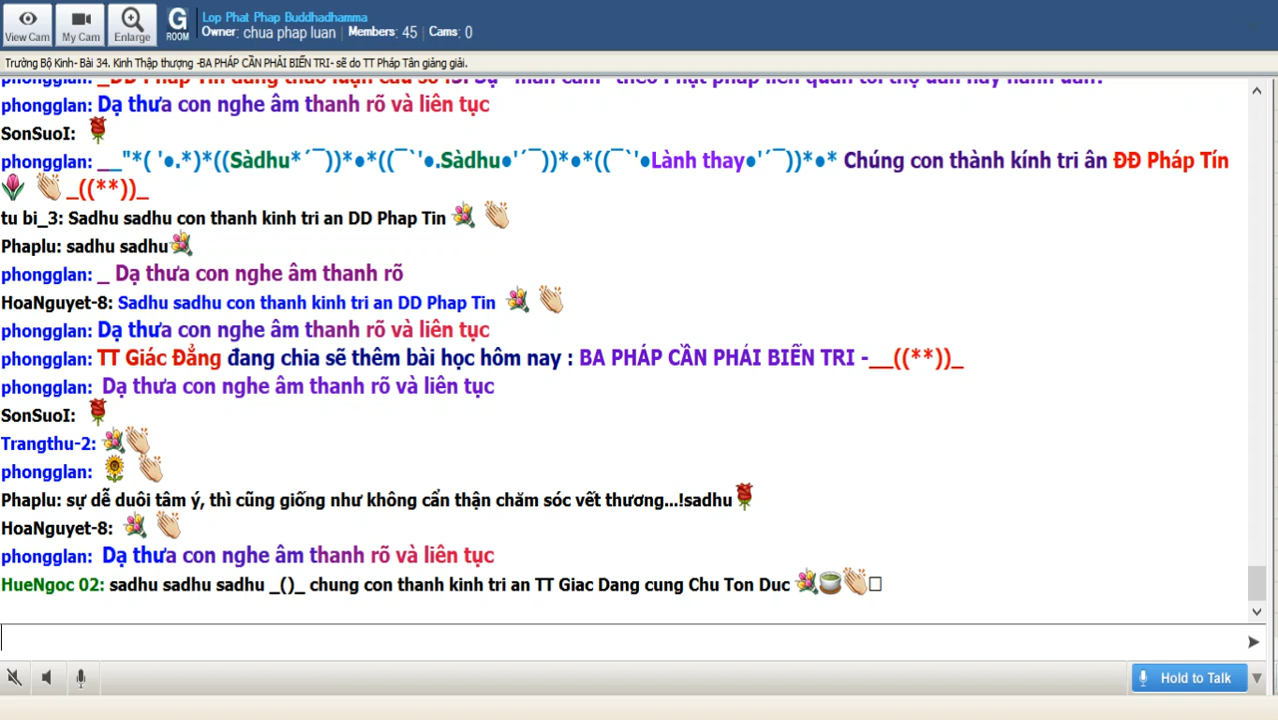 View Cam
My Cam
Enlarge
G
ROOM
Lop Phat Phap Buddhadhamma
Owner: chua phap luan | Members: 45 | Cams: 0
Trường Bộ Kinh- Bài 34. Kinh Thập thượng -BA PHÁP CẦN PHẢI BIẾN TRI- sẽ do TT Pháp Tân giảng giải.
phongglan: Dạ thưa con nghe âm thanh rõ và liên tục
SonSuoI:
phongglan: __"*( '●.*)*((Sàdhu*´¯))*●*((¯`'●.Sàdhu●'´¯))*●*((¯`'●Lành thay●'´¯))*●* Chúng con thành kính tri ân ĐĐ Pháp Tín
_((**))_
tu bi_3: Sadhu sadhu con thanh kinh tri an DD Phap Tin
Phaplu: sadhu sadhu
phongglan: _ Dạ thưa con nghe âm thanh rõ
HoaNguyet-8: Sadhu sadhu con thanh kinh tri an DD Phap Tin
phongglan: Dạ thưa con nghe âm thanh rõ và liên tục
phongglan: TT Giác Đẳng đang chia sẽ thêm bài học hôm nay : BA PHÁP CẦN PHÁI BIẾN TRI -__((**))_
phongglan: Dạ thưa con nghe âm thanh rõ và liên tục
SonSuoI:
Trangthu-2:
phongglan:
Phaplu: sự dễ duôi tâm ý, thì cũng giống như không cẩn thận chăm sóc vết thương...!sadhu
HoaNguyet-8:
phongglan: Dạ thưa con nghe âm thanh rõ và liên tục
HueNgoc 02: sadhu sadhu sadhu _()_ chung con thanh kinh tri an TT Giac Dang cung Chu Ton Duc
Hold to Talk